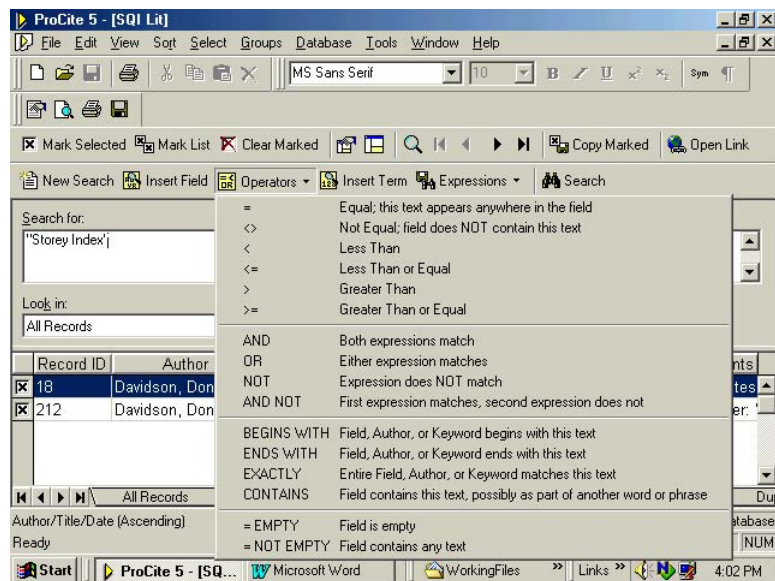 ProCite 5 - [SQI Lit]
File Edit View Sort Select Groups Database Tools Window Help
MS Sans Serif 10 B I U x² x₂ Sym ¶
Mark Selected Mark List Clear Marked Copy Marked Open Link
New Search Insert Field Operators Insert Term Expressions Search
Search for:
"Storey Index'¡
Look in:
All Records
= Equal; this text appears anywhere in the field
<> Not Equal; field does NOT contain this text
< Less Than
<= Less Than or Equal
> Greater Than
>= Greater Than or Equal
AND Both expressions match
OR Either expression matches
NOT Expression does NOT match
AND NOT First expression matches, second expression does not
BEGINS WITH Field, Author, or Keyword begins with this text
ENDS WITH Field, Author, or Keyword ends with this text
EXACTLY Entire Field, Author, or Keyword matches this text
CONTAINS Field contains this text, possibly as part of another word or phrase
= EMPTY Field is empty
= NOT EMPTY Field contains any text
Record ID Author nts
18 Davidson, Don tes
212 Davidson, Don er: '
All Records Du
Author/Title/Date (Ascending) atabase
Ready NUM
Start ProCite 5 - [SQ... Microsoft Word WorkingFiles » Links » 4:02 PM